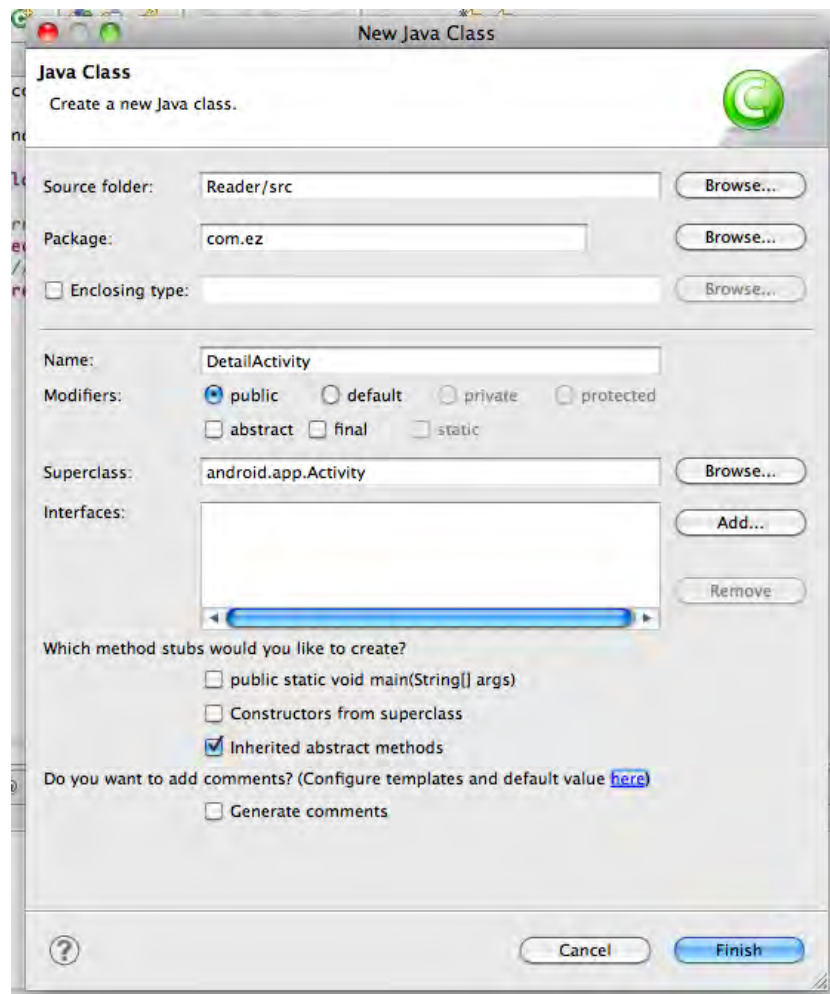 New Java Class
Java Class
Create a new Java class.
Source folder: Reader/src Browse...
Package: com.ez Browse...
Enclosing type: Browse...
Name: DetailActivity
Modifiers: public default private protected
abstract final static
Superclass: android.app.Activity Browse...
Interfaces: Add...
Remove
Which method stubs would you like to create?
public static void main(String[] args)
Constructors from superclass
Inherited abstract methods
Do you want to add comments? (Configure templates and default value here)
Generate comments
? Cancel Finish